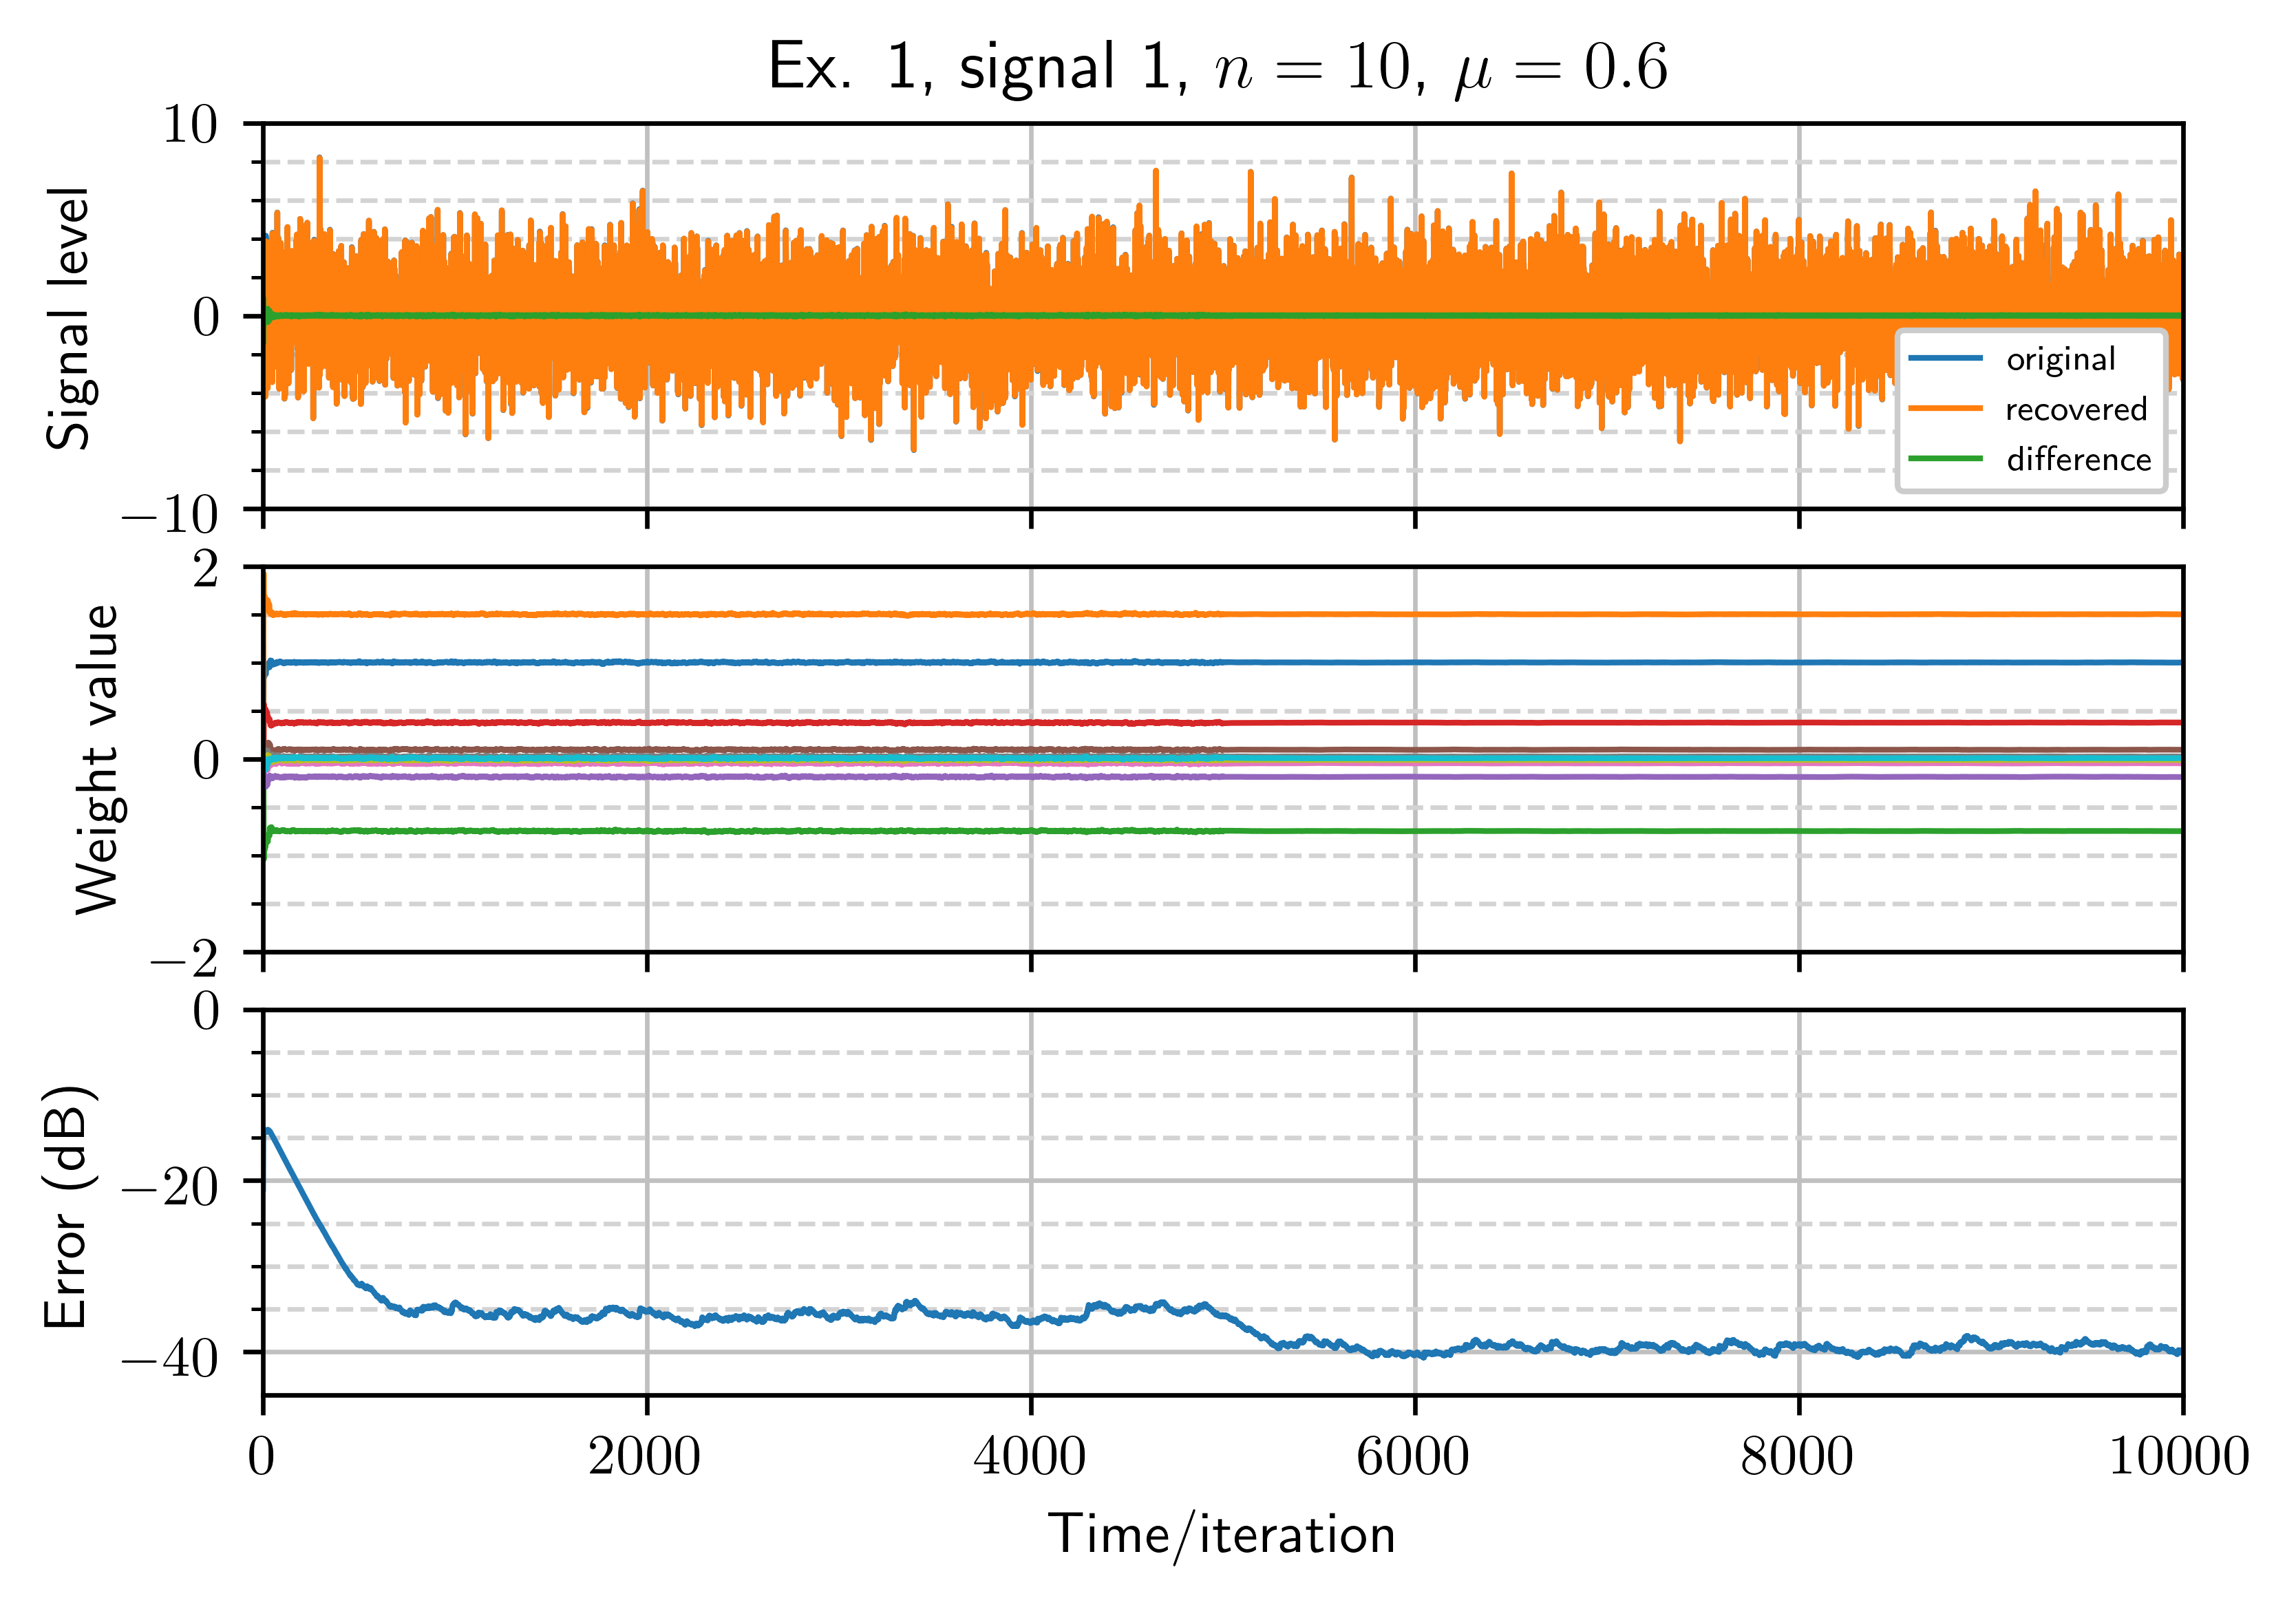 Ex. 1, signal 1, n = 10, μ = 0.6
10
0
−10
Signal level
original
recovered
difference
2
0
−2
Weight value
0
−20
−40
Error (dB)
0 2000 4000 6000 8000 10000
Time/iteration